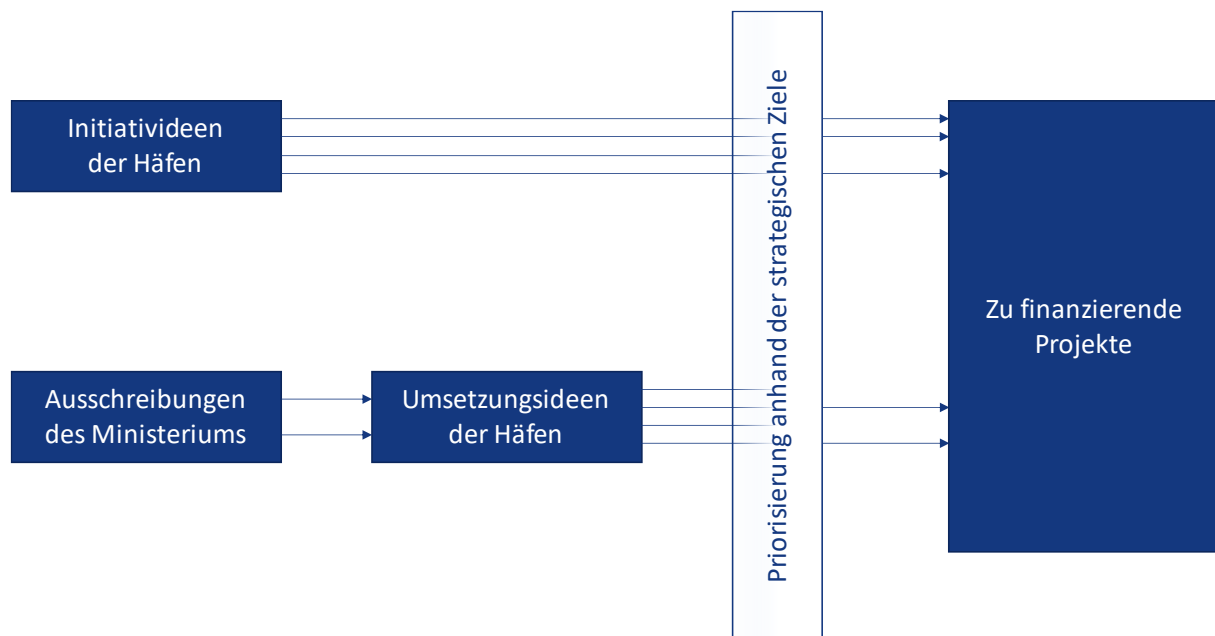 Initiativideen
der Häfen
Ausschreibungen
des Ministeriums
Umsetzungsideen
der Häfen
Priorisierung anhand der strategischen Ziele
Zu finanzierende
Projekte